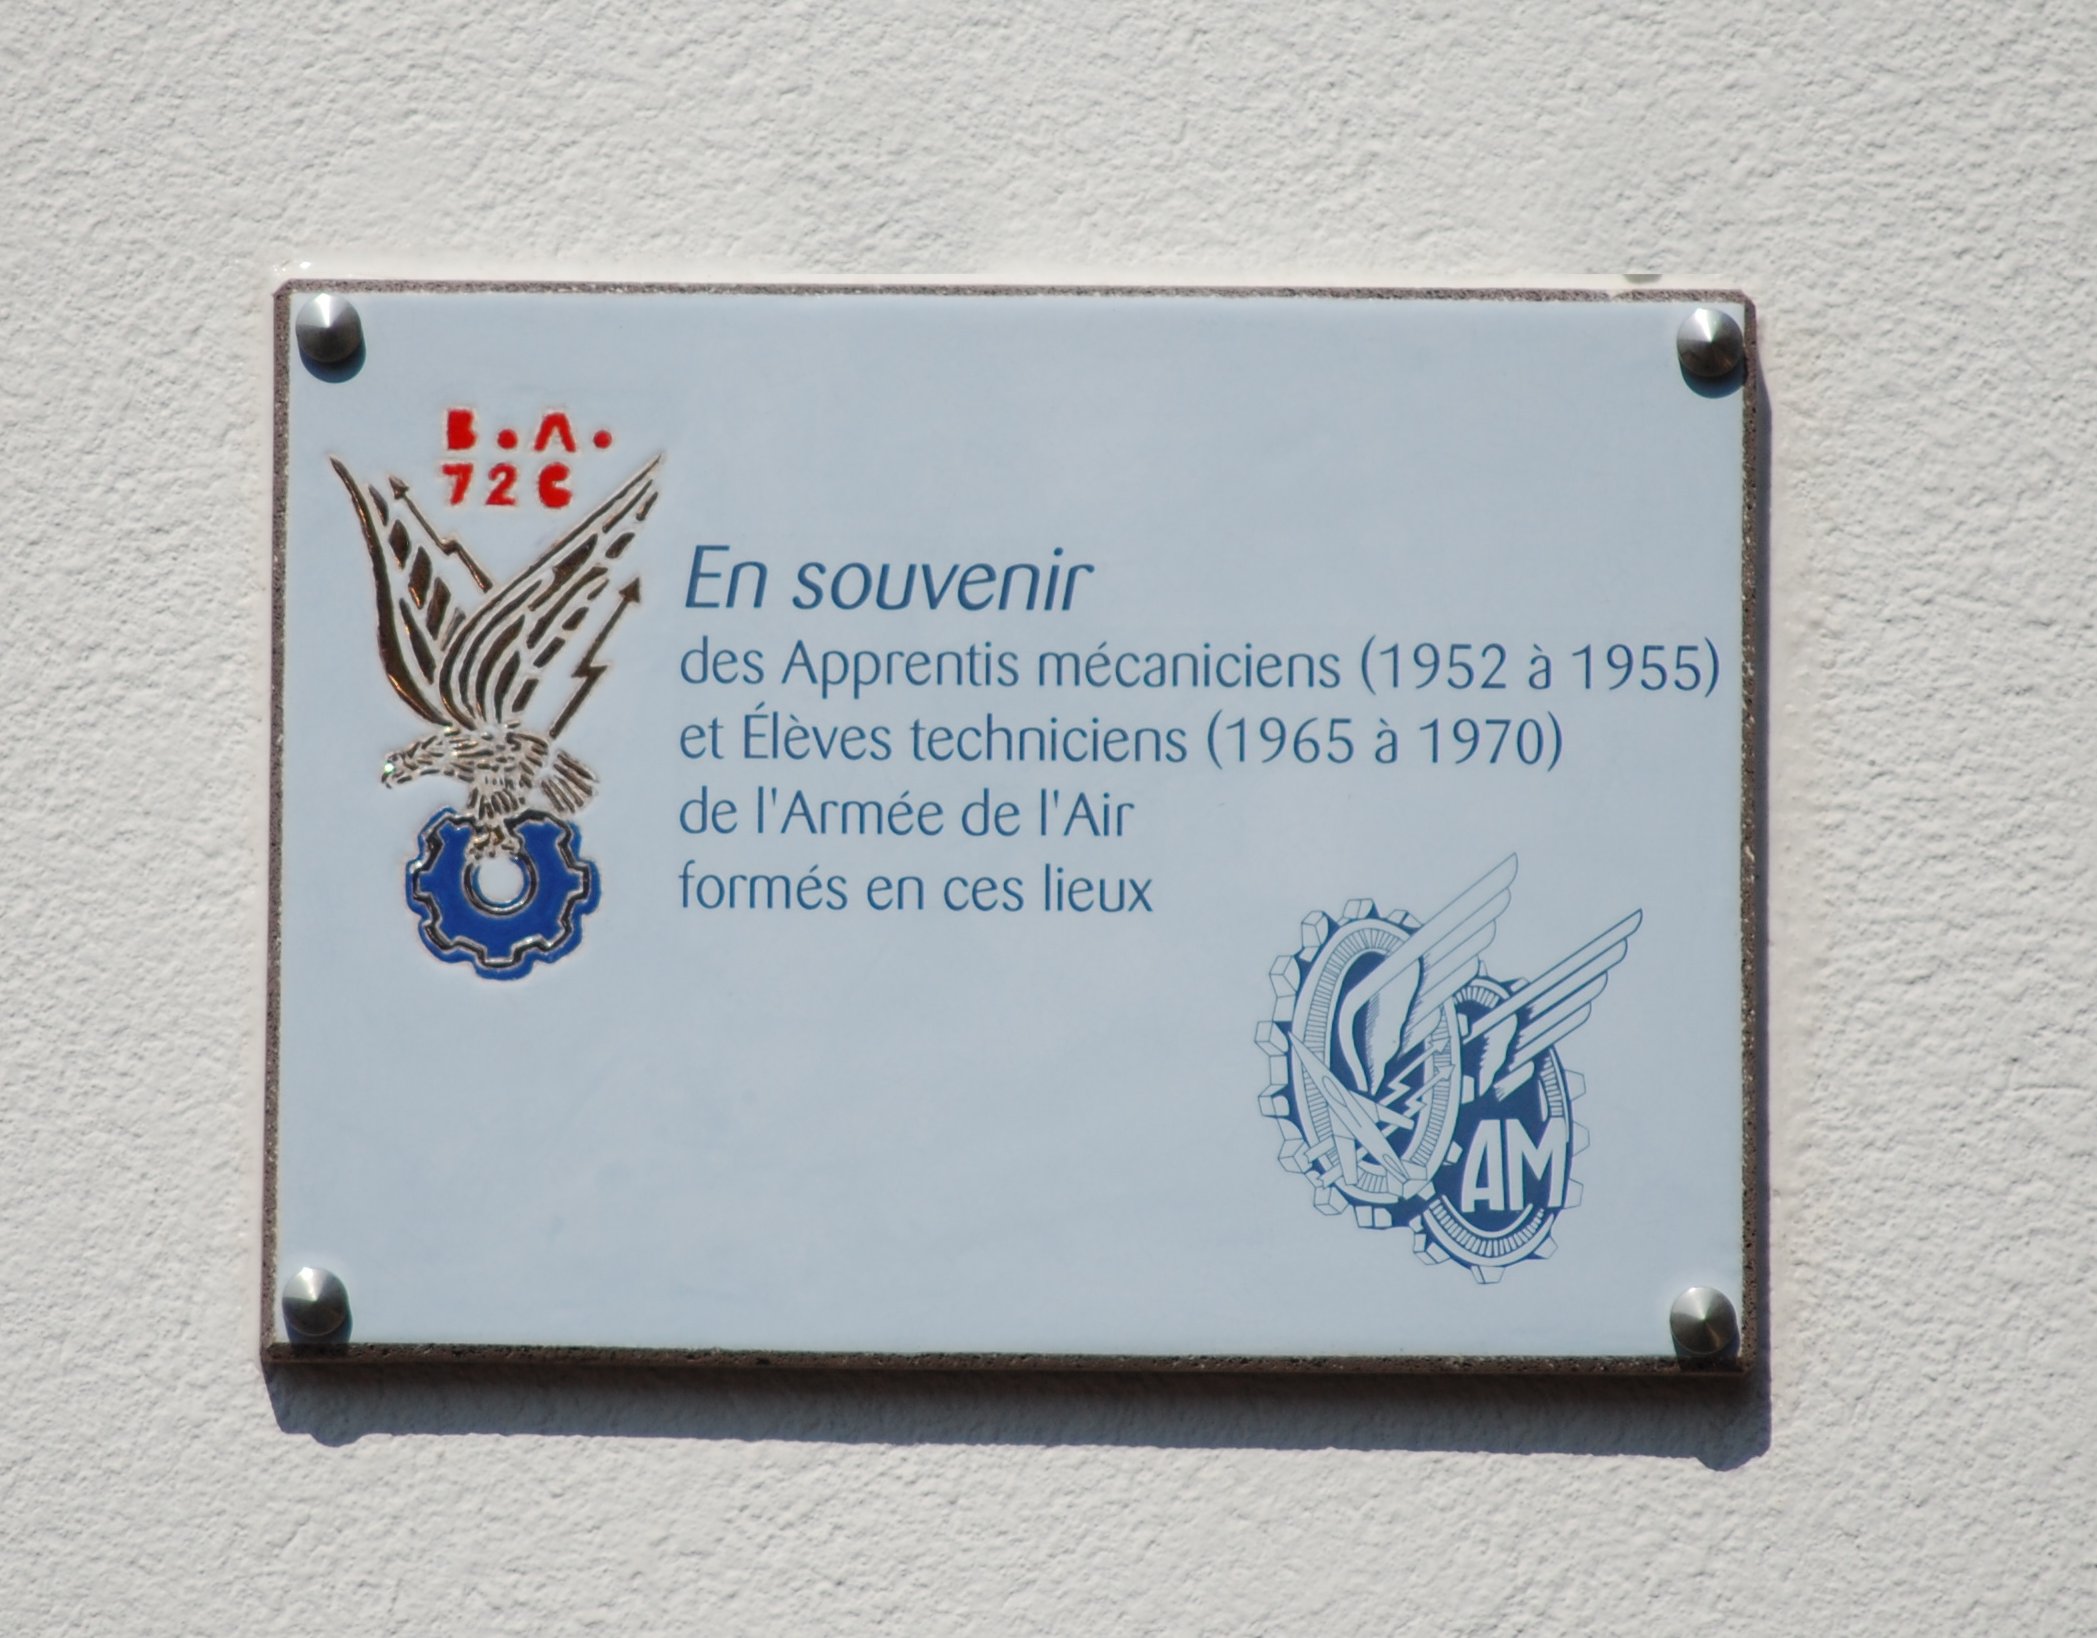 B.A.
726
En souvenir
des Apprentis mécaniciens (1952 à 1955)
et Élèves techniciens (1965 à 1970)
de l'Armée de l'Air
formés en ces lieux
AM